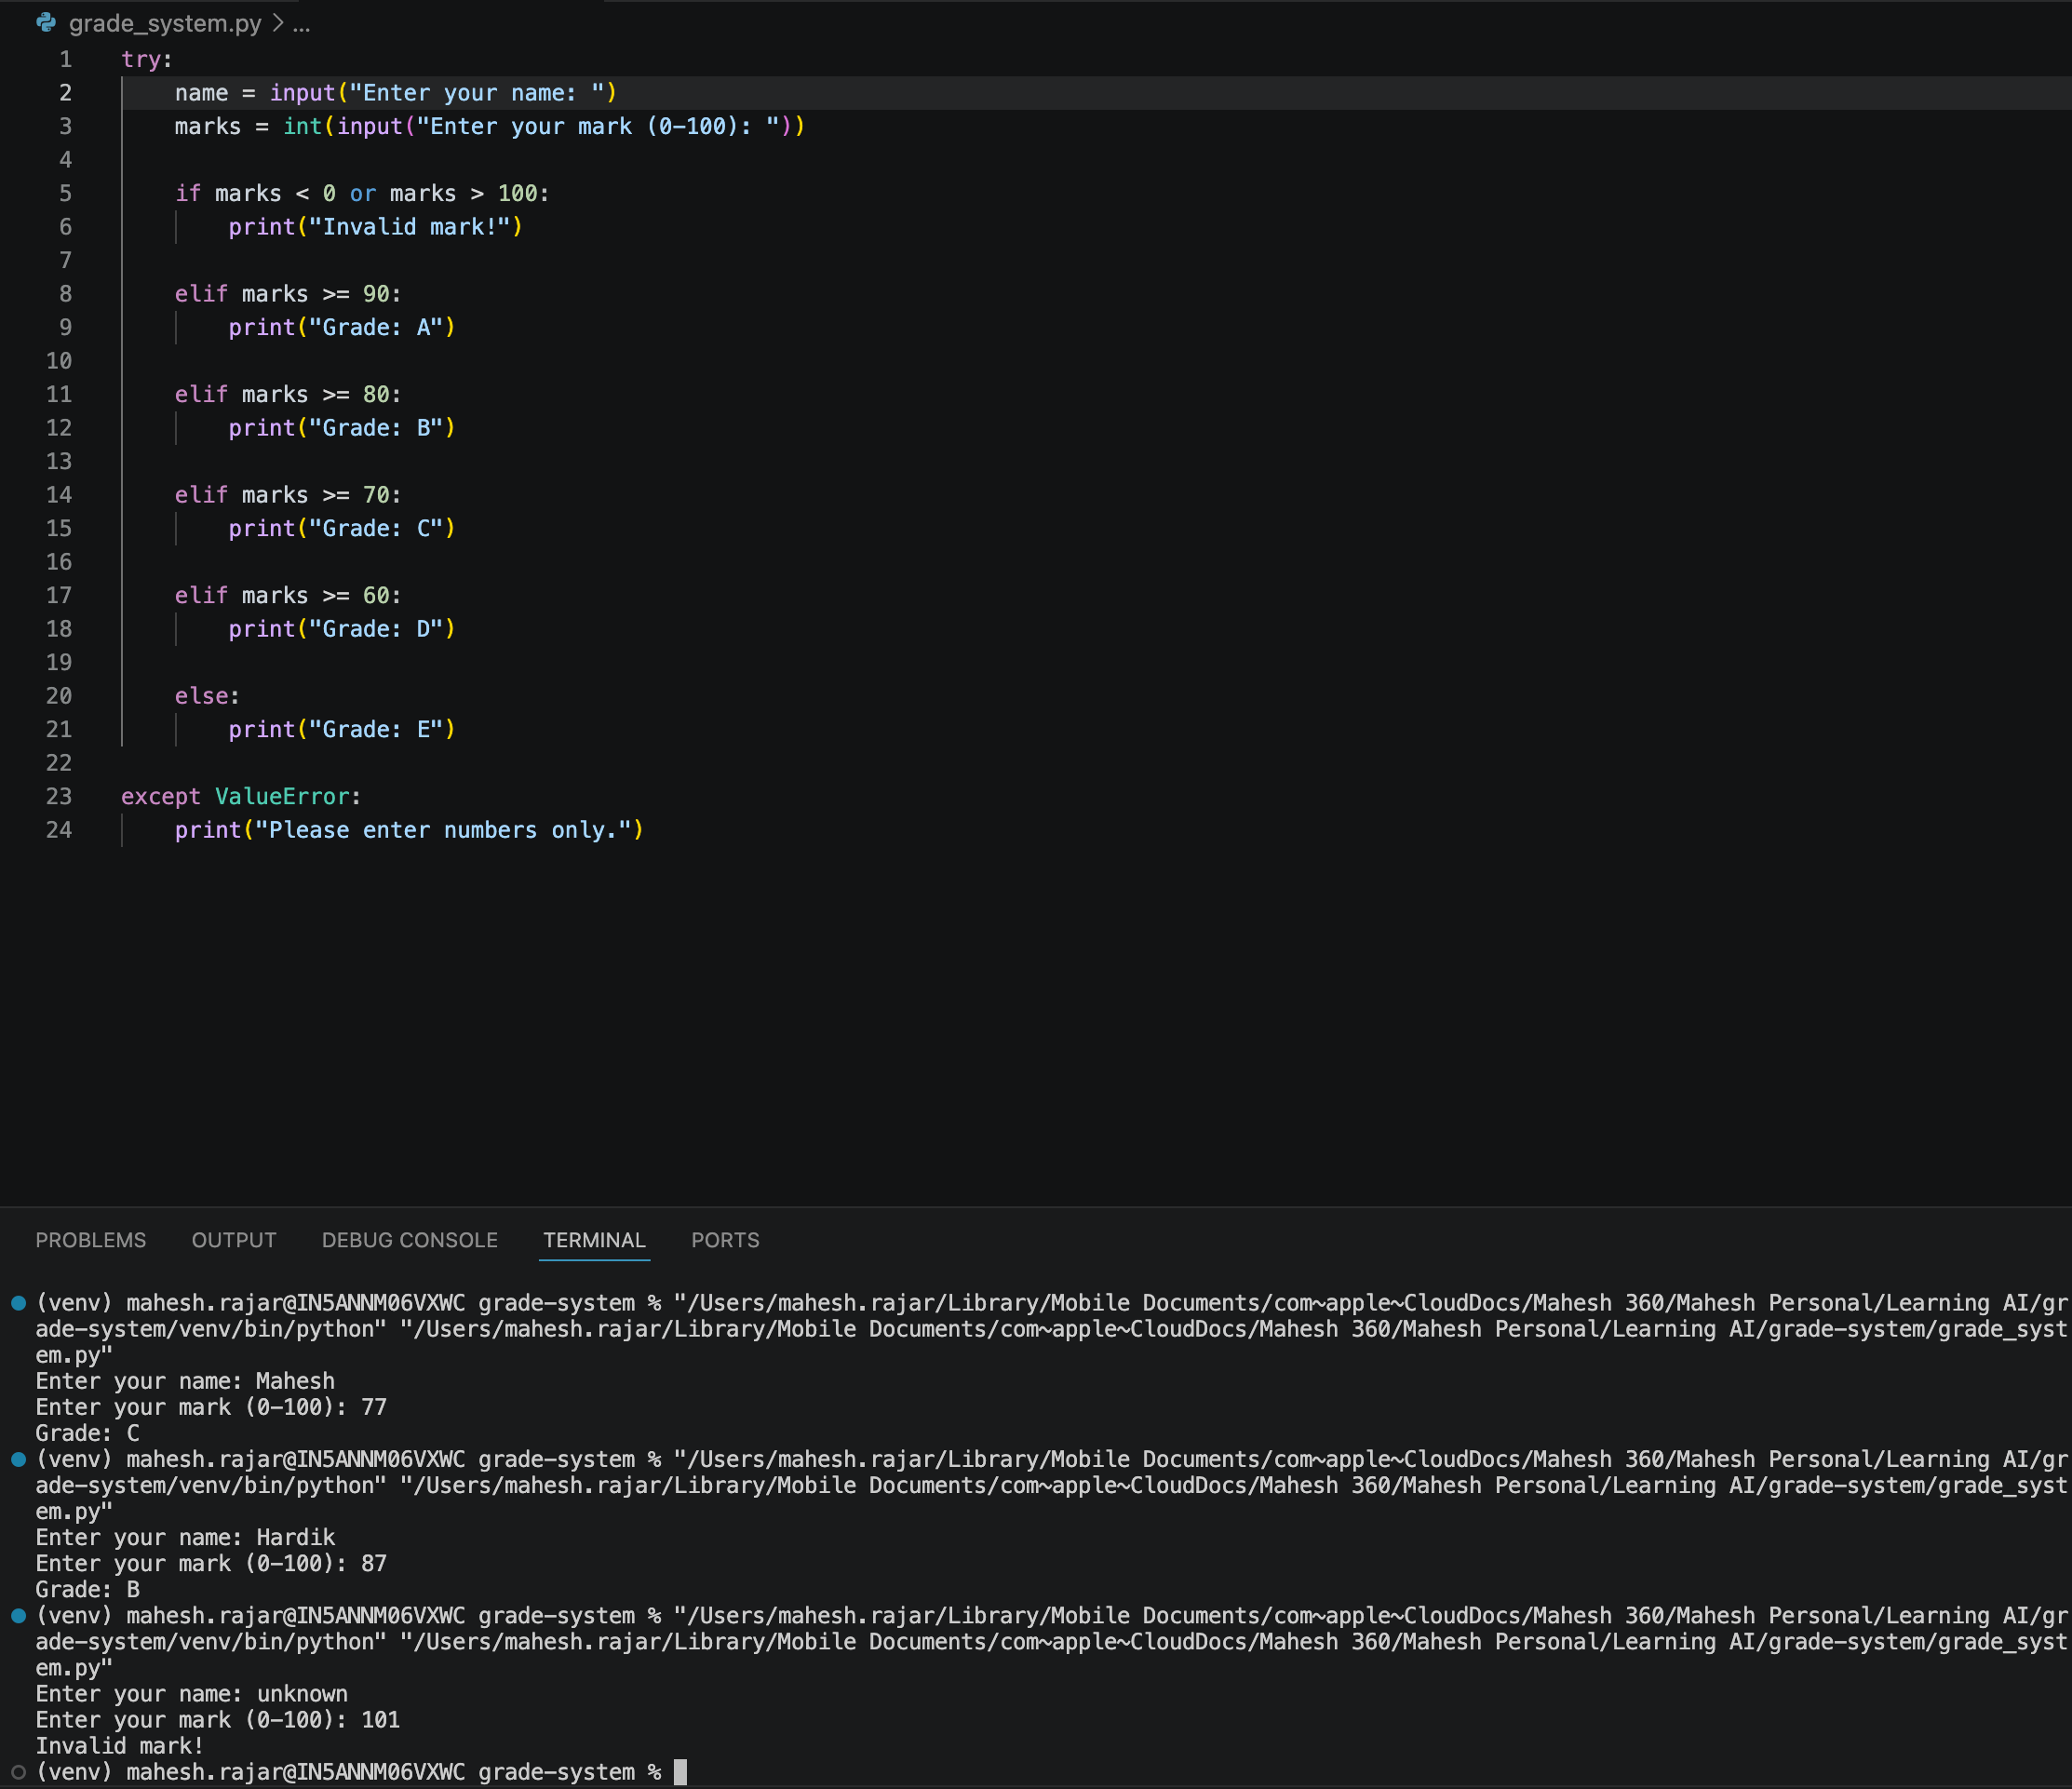 grade_system.py > ...
1 try:
2     name = input("Enter your name: ")
3     marks = int(input("Enter your mark (0-100): "))
4
5     if marks < 0 or marks > 100:
6         print("Invalid mark!")
7
8     elif marks >= 90:
9         print("Grade: A")
10
11     elif marks >= 80:
12         print("Grade: B")
13
14     elif marks >= 70:
15         print("Grade: C")
16
17     elif marks >= 60:
18         print("Grade: D")
19
20     else:
21         print("Grade: E")
22
23 except ValueError:
24     print("Please enter numbers only.")
PROBLEMS OUTPUT DEBUG CONSOLE TERMINAL PORTS
(venv) mahesh.rajar@IN5ANNM06VXWC grade-system % "/Users/mahesh.rajar/Library/Mobile Documents/com~apple~CloudDocs/Mahesh 360/Mahesh Personal/Learning AI/gr
ade-system/venv/bin/python" "/Users/mahesh.rajar/Library/Mobile Documents/com~apple~CloudDocs/Mahesh 360/Mahesh Personal/Learning AI/grade-system/grade_syst
em.py"
Enter your name: Mahesh
Enter your mark (0-100): 77
Grade: C
(venv) mahesh.rajar@IN5ANNM06VXWC grade-system % "/Users/mahesh.rajar/Library/Mobile Documents/com~apple~CloudDocs/Mahesh 360/Mahesh Personal/Learning AI/gr
ade-system/venv/bin/python" "/Users/mahesh.rajar/Library/Mobile Documents/com~apple~CloudDocs/Mahesh 360/Mahesh Personal/Learning AI/grade-system/grade_syst
em.py"
Enter your name: Hardik
Enter your mark (0-100): 87
Grade: B
(venv) mahesh.rajar@IN5ANNM06VXWC grade-system % "/Users/mahesh.rajar/Library/Mobile Documents/com~apple~CloudDocs/Mahesh 360/Mahesh Personal/Learning AI/gr
ade-system/venv/bin/python" "/Users/mahesh.rajar/Library/Mobile Documents/com~apple~CloudDocs/Mahesh 360/Mahesh Personal/Learning AI/grade-system/grade_syst
em.py"
Enter your name: unknown
Enter your mark (0-100): 101
Invalid mark!
(venv) mahesh.rajar@IN5ANNM06VXWC grade-system %